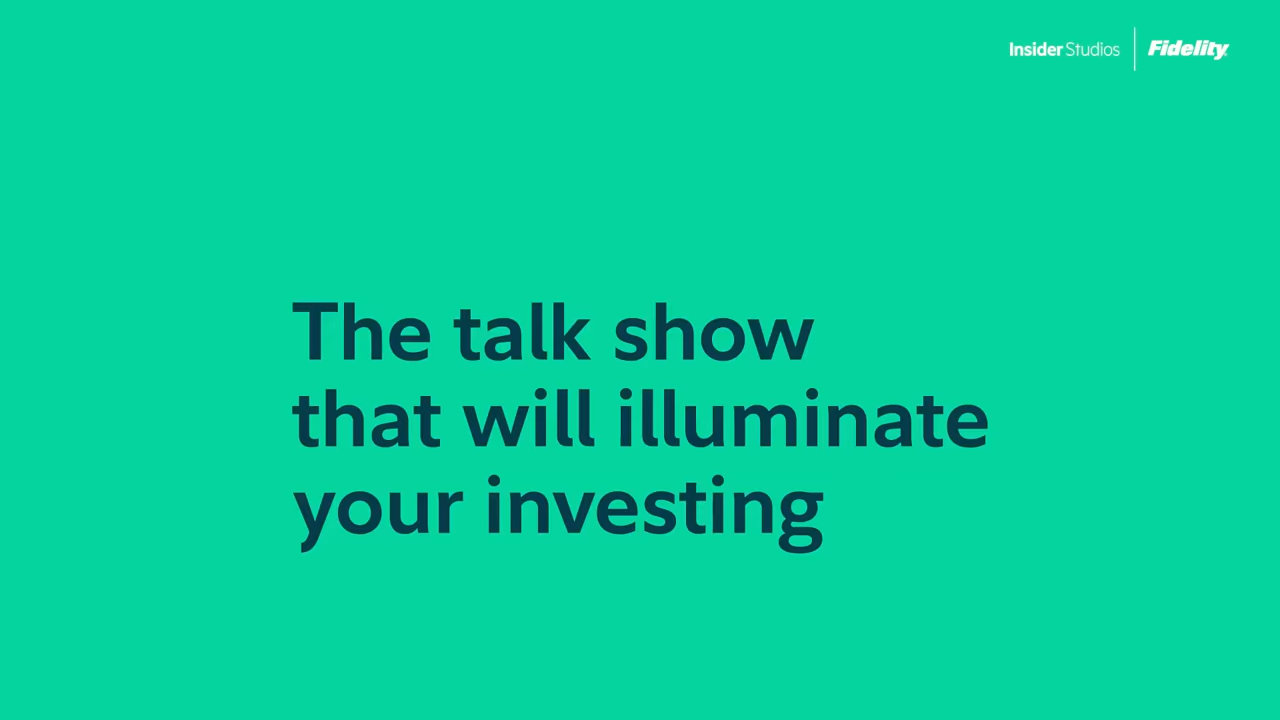 Insider Studios | Fidelity
The talk show
that will illuminate
your investing